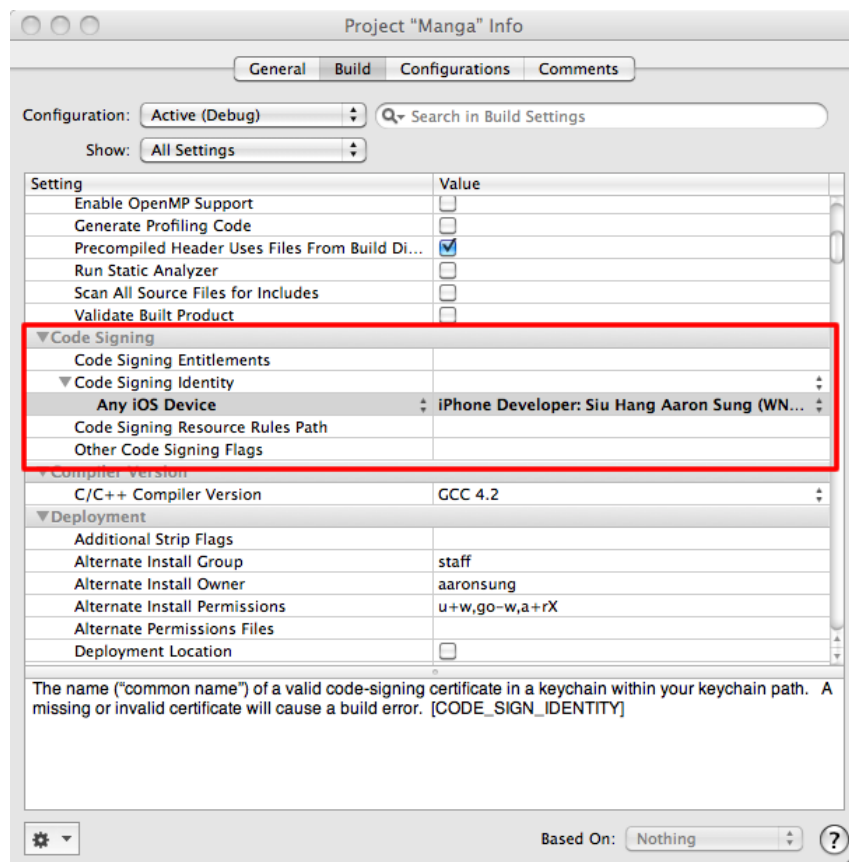 Project “Manga” Info
General Build Configurations Comments
Configuration: Active (Debug) Search in Build Settings
Show: All Settings
Setting Value
Enable OpenMP Support
Generate Profiling Code
Precompiled Header Uses Files From Build Di...
Run Static Analyzer
Scan All Source Files for Includes
Validate Built Product
Code Signing
Code Signing Entitlements
Code Signing Identity
Any iOS Device iPhone Developer: Siu Hang Aaron Sung (WN...
Code Signing Resource Rules Path
Other Code Signing Flags
Compiler Version
C/C++ Compiler Version GCC 4.2
Deployment
Additional Strip Flags
Alternate Install Group staff
Alternate Install Owner aaronsung
Alternate Install Permissions u+w,go-w,a+rX
Alternate Permissions Files
Deployment Location
The name (“common name”) of a valid code-signing certificate in a keychain within your keychain path. A
missing or invalid certificate will cause a build error. [CODE_SIGN_IDENTITY]
Based On: Nothing ?